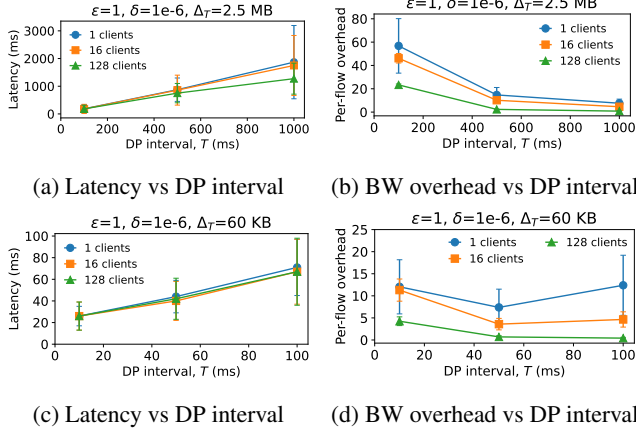 ε=1, δ=1e-6, Δ_T=2.5 MB
Latency (ms)
3000
2000
1000
0
1 clients
16 clients
128 clients
0 200 400 600 800 1000
DP interval, T (ms)
(a) Latency vs DP interval
ε=1, δ=1e-6, Δ_T=2.5 MB
Per-flow overhead
80
60
40
20
0
1 clients
16 clients
128 clients
0 200 400 600 800 1000
DP interval, T (ms)
(b) BW overhead vs DP interval
ε=1, δ=1e-6, Δ_T=60 KB
Latency (ms)
100
80
60
40
20
0
1 clients
16 clients
128 clients
0 20 40 60 80 100
DP interval, T (ms)
(c) Latency vs DP interval
ε=1, δ=1e-6, Δ_T=60 KB
Per-flow overhead
25
20
15
10
5
0
1 clients
16 clients
128 clients
0 20 40 60 80 100
DP interval, T (ms)
(d) BW overhead vs DP interval